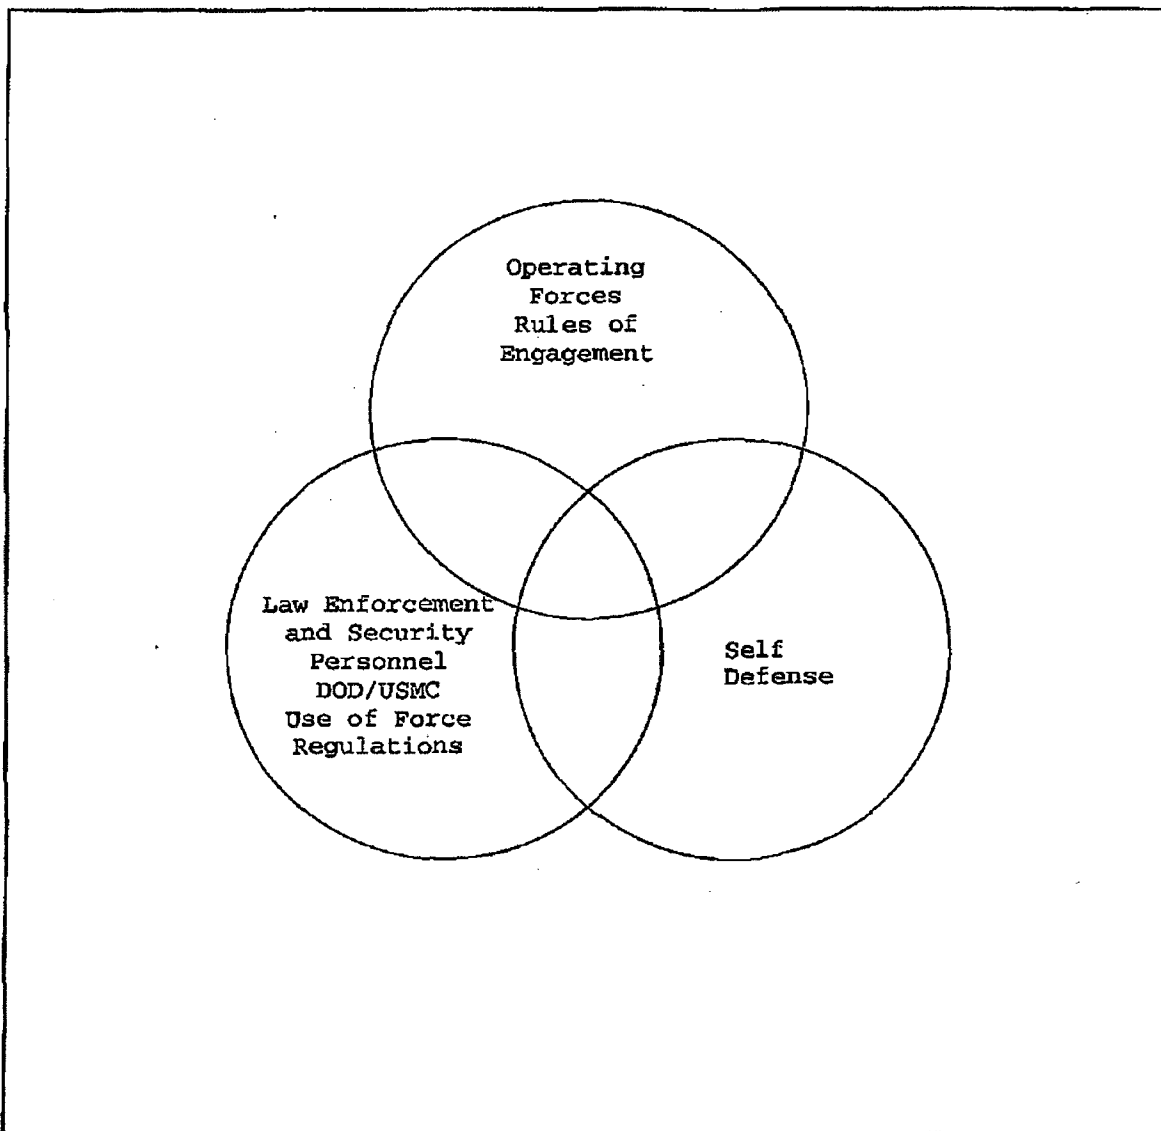 Operating
Forces
Rules of
Engagement
Law Enforcement
and Security
Personnel
DOD/USMC
Use of Force
Regulations
Self
Defense